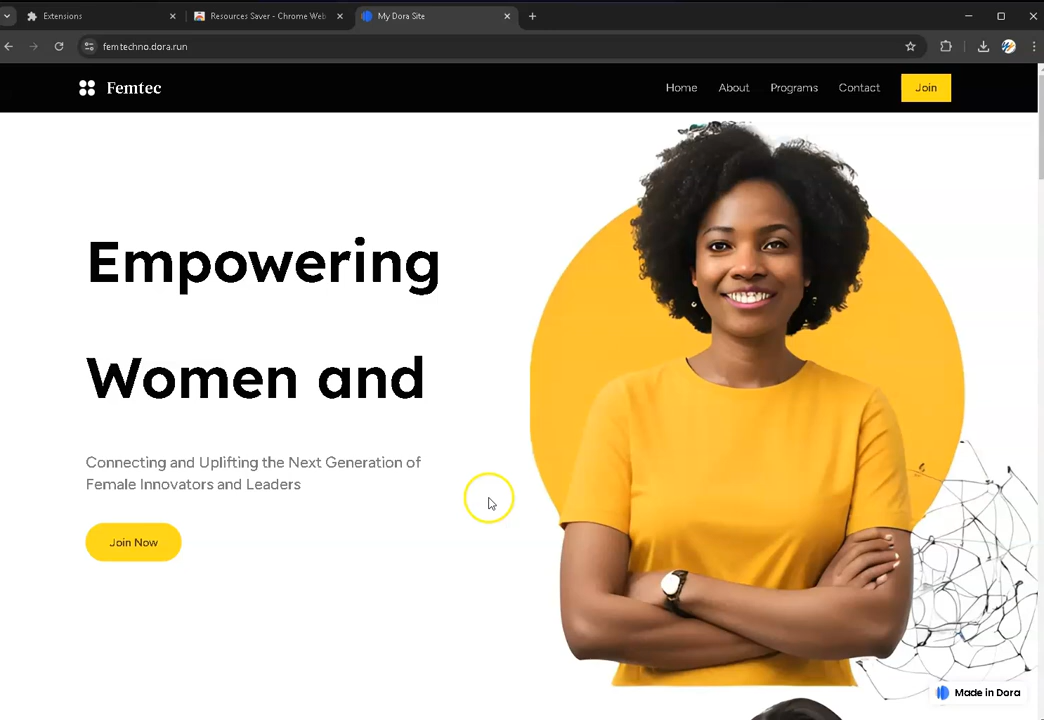 Extensions
Resources Saver - Chrome Web
My Dora Site
femtechno.dora.run
Femtec
Home
About
Programs
Contact
Join
Empowering
Women and
Connecting and Uplifting the Next Generation of
Female Innovators and Leaders
Join Now
Made in Dora